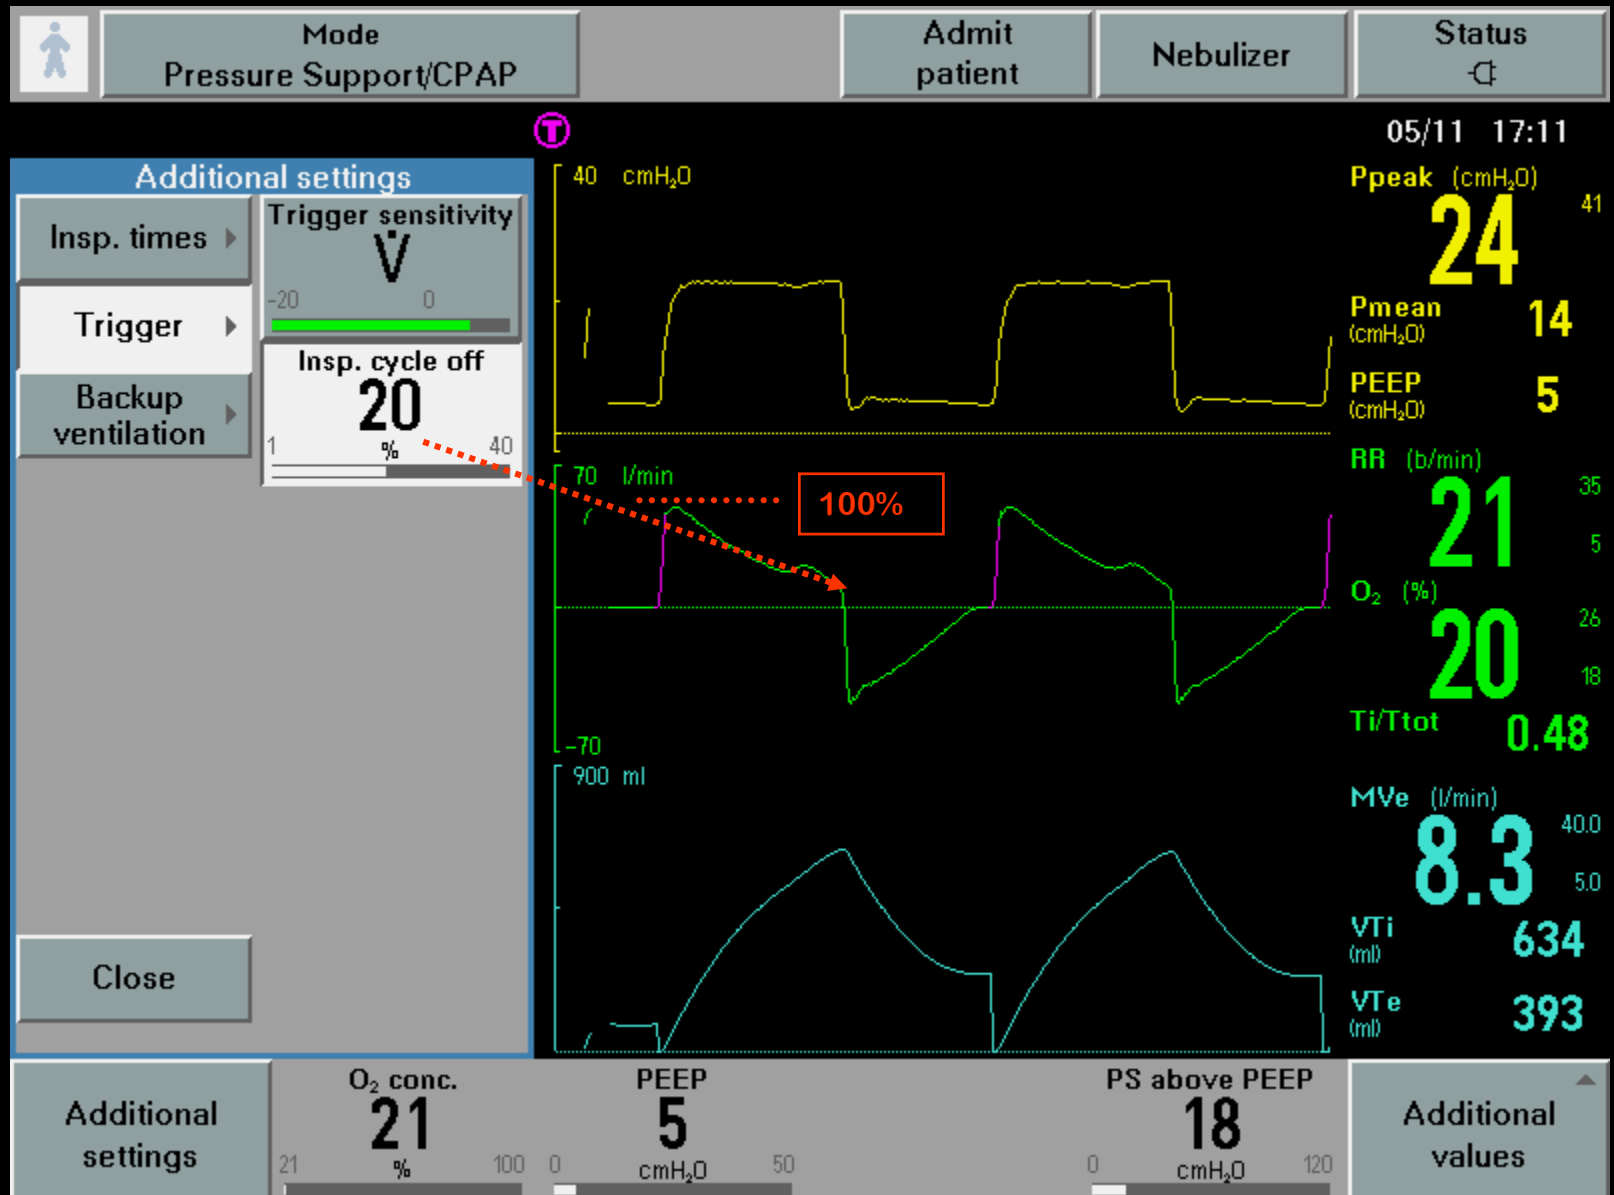 Mode
Pressure Support/CPAP
Admit
patient
Nebulizer
Status
T
05/11 17:11
Additional settings
Insp. times
Trigger
Backup
ventilation
Trigger sensitivity
V̇
-20 0
Insp. cycle off
20
1 % 40
Close
40 cmH₂O
70 l/min
100%
-70
900 ml
Ppeak (cmH₂O)
24 41
Pmean
(cmH₂O)
14
PEEP
(cmH₂O)
5
RR (b/min)
21 35
5
O₂ (%)
20 26
18
Ti/Ttot 0.48
MVe (l/min)
8.3 40.0
5.0
VTi
(ml)
634
VTe
(ml)
393
Additional
settings
O₂ conc.
21
21 % 100
PEEP
5
0 cmH₂O 50
PS above PEEP
18
0 cmH₂O 120
Additional
values